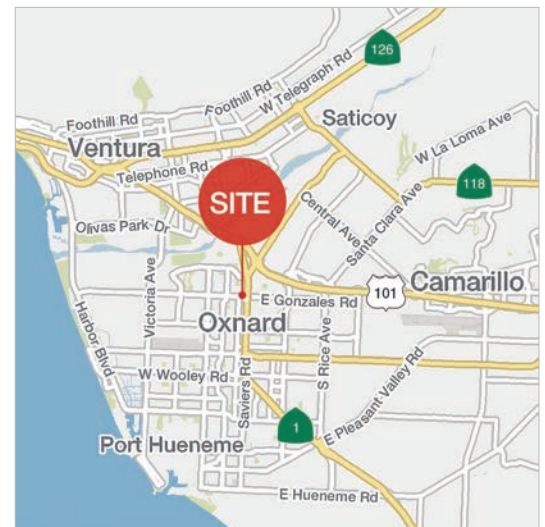 126
Foothill Rd
W Telegraph Rd
Foothill Rd
Saticoy
W La Loma Ave
Ventura
Telephone Rd
118
SITE
Santa Clara Ave
Central Ave
Olivas Park Dr
Victoria Ave
Camarillo
101
E Gonzales Rd
Harbor Blvd
Oxnard
S Rice Ave
E Pleasant Valley Rd
W Wooley Rd
Saviers Rd
1
Port Hueneme
E Hueneme Rd